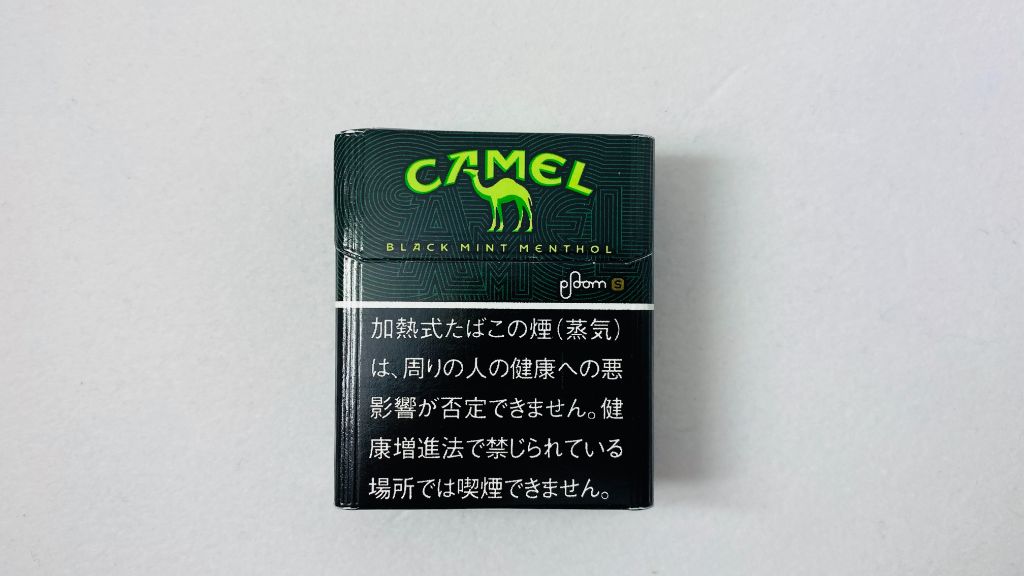 CAMEL
BLACK MINT MENTHOL
ploom S
加熱式たばこの煙(蒸気)
は、周りの人の健康への悪
影響が否定できません。健
康増進法で禁じられている
場所では喫煙できません。